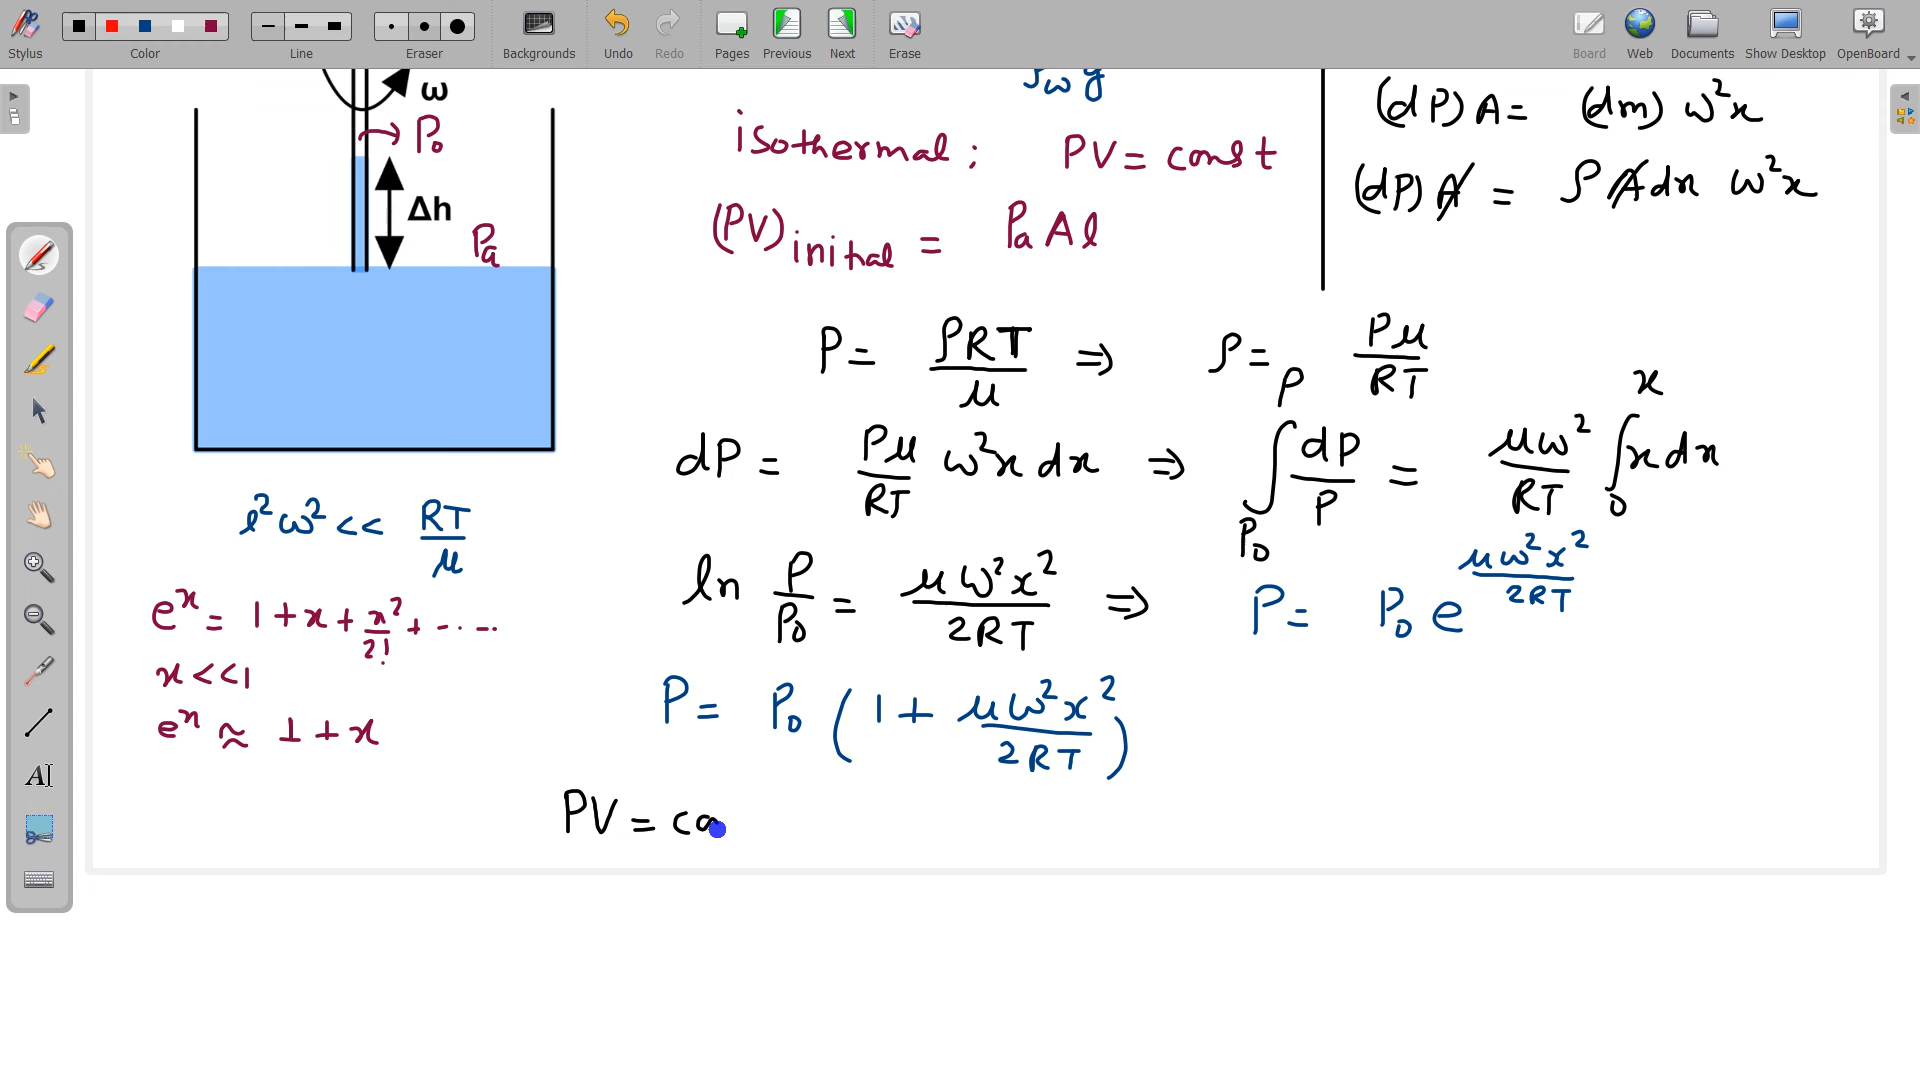 Stylus Color Line Eraser Backgrounds Undo Redo Pages Previous Next Erase Board Web Documents Show Desktop OpenBoard
ω
P₀
Δh
Pₐ
ρω g
isothermal; PV = const
(PV)initial = Pₐ A l
(dP) A = (dm) ω²x
(dP) A = ρ A dx ω²x
P = ρRT/μ ⇒ ρ = Pμ/RT
dP = Pμ/RT ω²x dx ⇒ ∫_{P₀}^{P} dP/P = μω²/RT ∫_{0}^{x} x dx
l²ω² << RT/μ
ln P/P₀ = μω²x²/2RT ⇒ P = P₀ e^{μω²x²/2RT}
eˣ = 1 + x + x²/2! + ----
x << 1
eˣ ≈ 1 + x
P = P₀ (1 + μω²x²/2RT)
PV = co